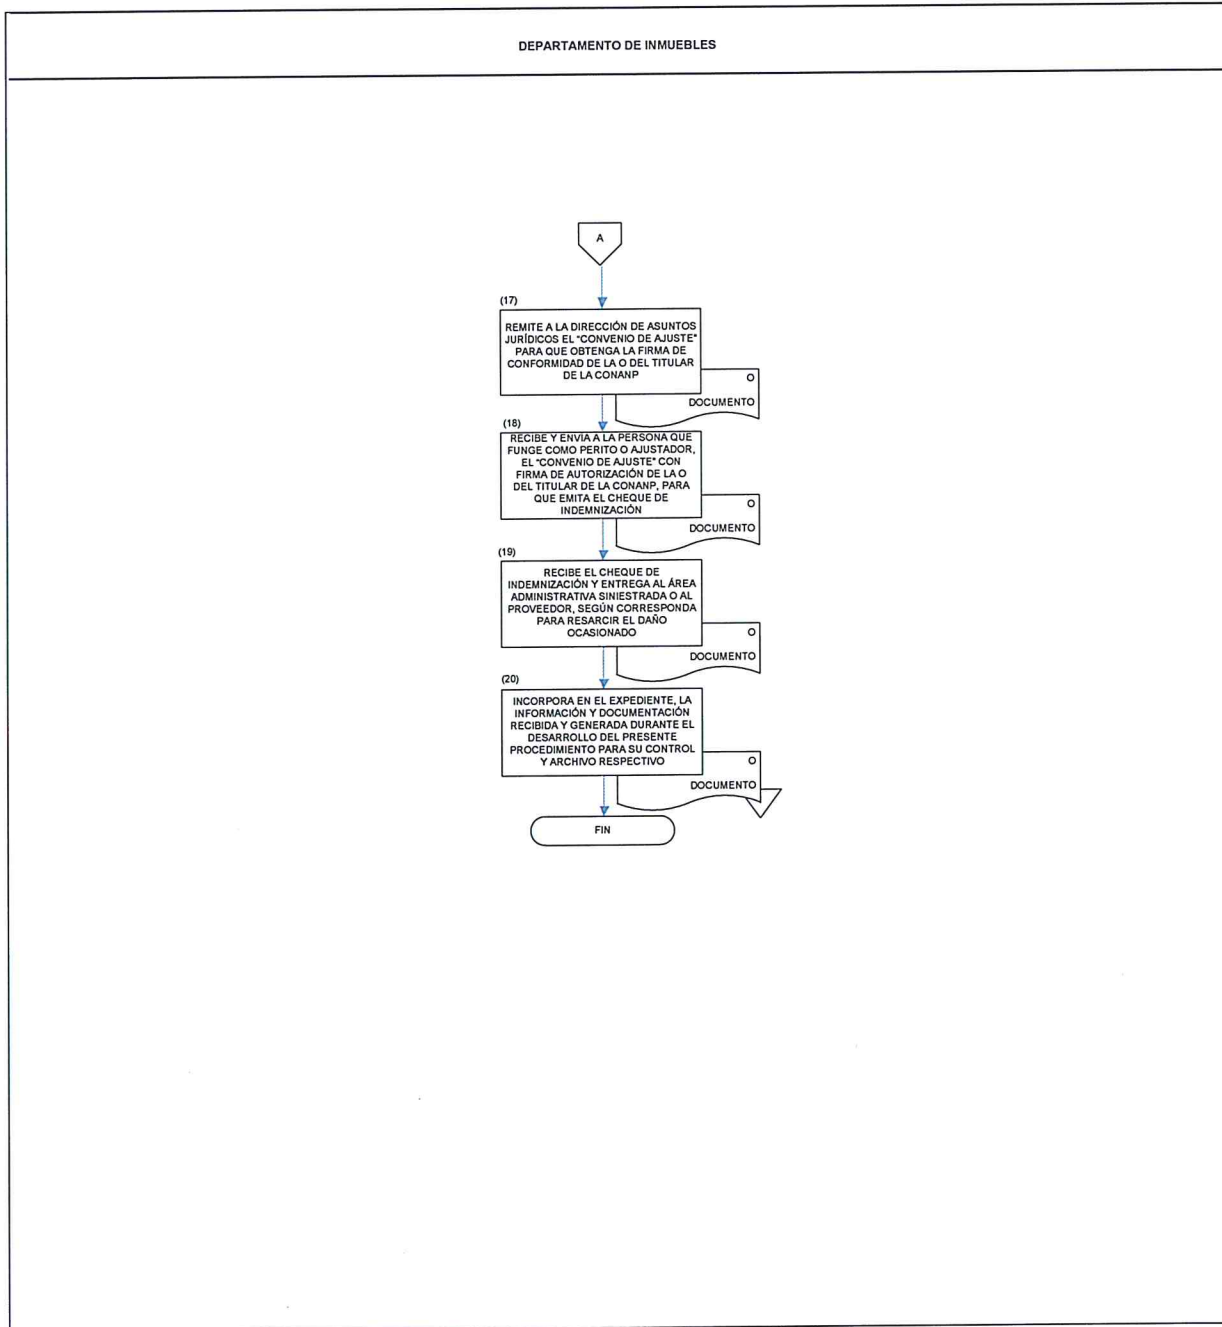 DEPARTAMENTO DE INMUEBLES
A
(17)
REMITE A LA DIRECCIÓN DE ASUNTOS
JURÍDICOS EL "CONVENIO DE AJUSTE"
PARA QUE OBTENGA LA FIRMA DE
CONFORMIDAD DE LA O DEL TITULAR
DE LA CONANP
O
DOCUMENTO
(18)
RECIBE Y ENVIA A LA PERSONA QUE
FUNGE COMO PERITO O AJUSTADOR,
EL "CONVENIO DE AJUSTE" CON
FIRMA DE AUTORIZACIÓN DE LA O
DEL TITULAR DE LA CONANP, PARA
QUE EMITA EL CHEQUE DE
INDEMNIZACIÓN
O
DOCUMENTO
(19)
RECIBE EL CHEQUE DE
INDEMNIZACIÓN Y ENTREGA AL ÁREA
ADMINISTRATIVA SINIESTRADA O AL
PROVEEDOR, SEGÚN CORRESPONDA
PARA RESARCIR EL DAÑO
OCASIONADO
O
DOCUMENTO
(20)
INCORPORA EN EL EXPEDIENTE, LA
INFORMACIÓN Y DOCUMENTACIÓN
RECIBIDA Y GENERADA DURANTE EL
DESARROLLO DEL PRESENTE
PROCEDIMIENTO PARA SU CONTROL
Y ARCHIVO RESPECTIVO
O
DOCUMENTO
FIN